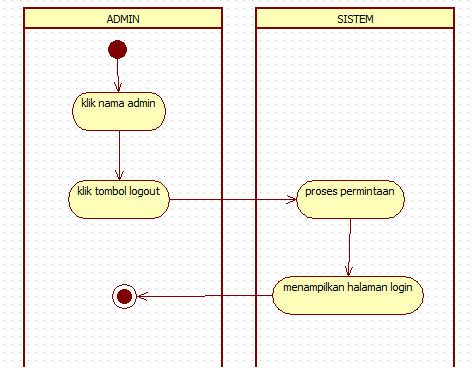 ADMIN
SISTEM
klik nama admin
klik tombol logout
proses permintaan
menampilkan halaman login